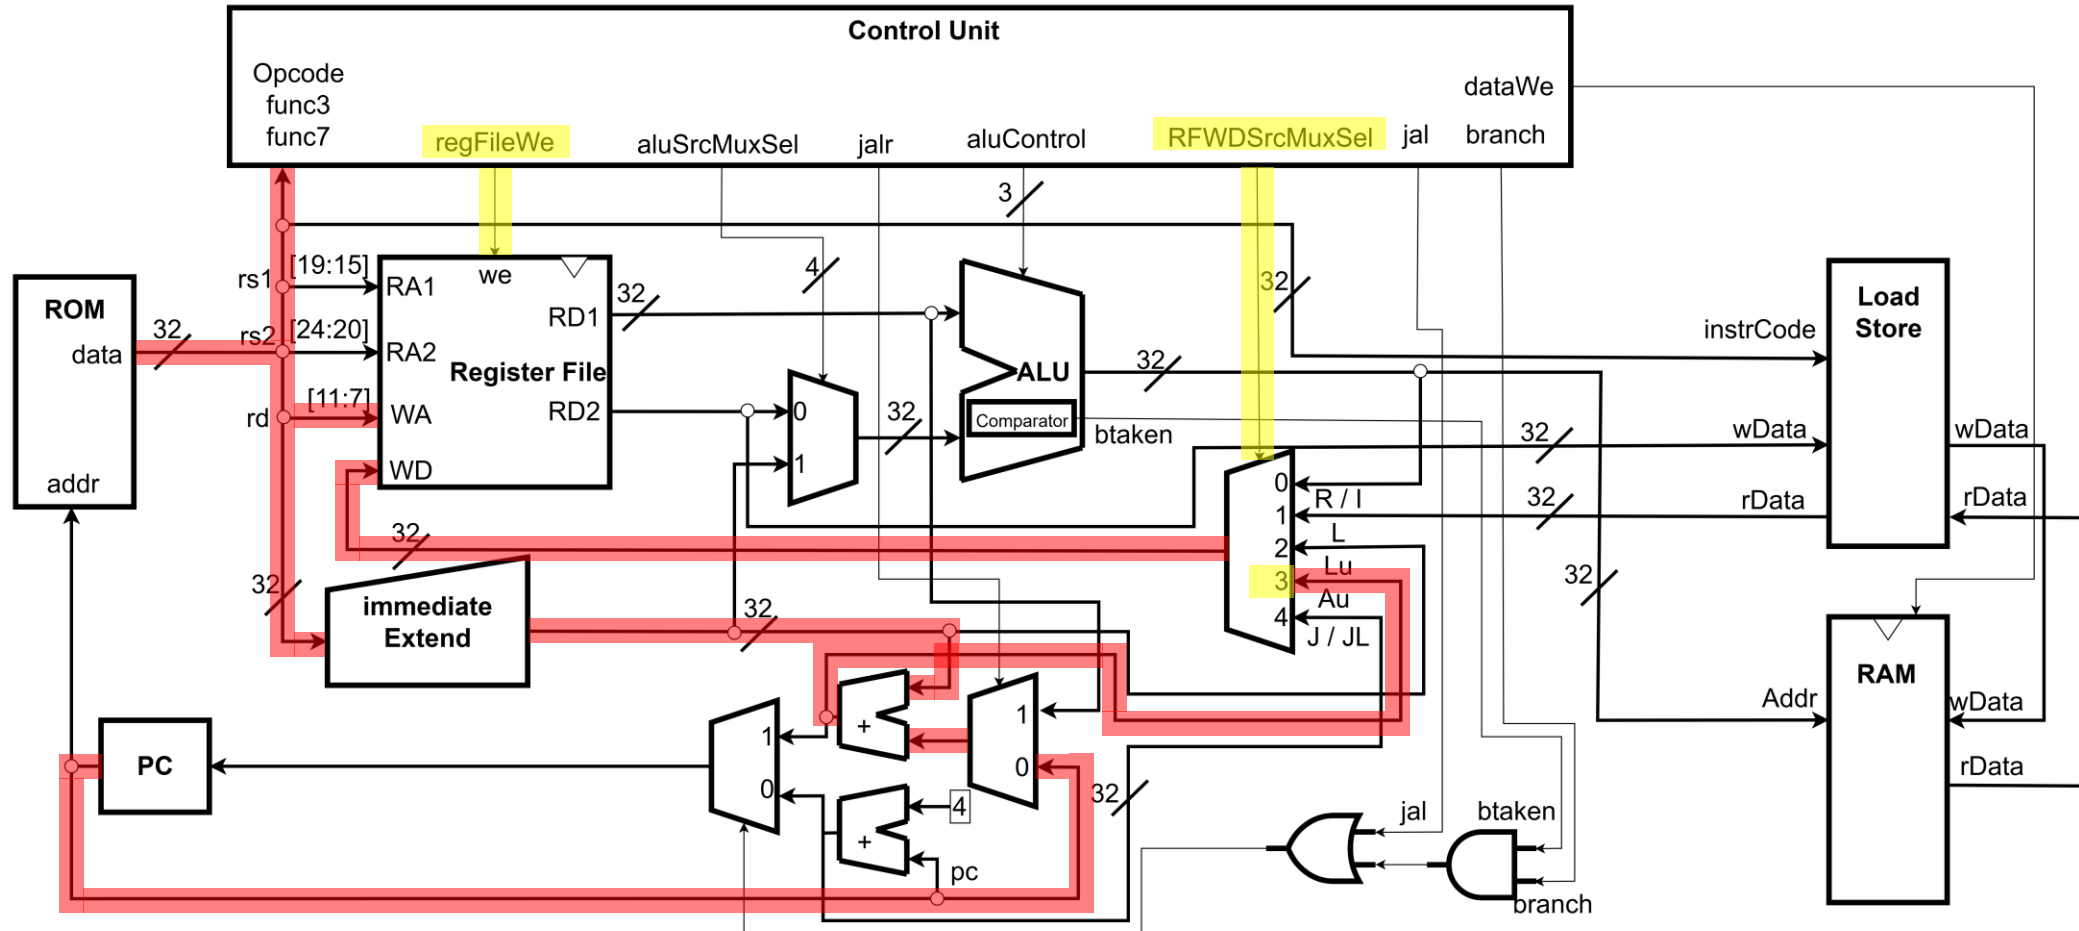 Control Unit
Opcode
func3
func7
regFileWe
aluSrcMuxSel
jalr
aluControl
RFWDSrcMuxSel
jal
branch
dataWe
3
4
32
ROM
data
addr
32
rs1
[19:15]
rs2
[24:20]
rd
[11:7]
32
we
RA1
RA2
WA
WD
RD1
RD2
Register File
32
32
0
1
32
ALU
Comparator
btaken
32
0
R / I
1
L
2
Lu
3
Au
4
J / JL
32
32
32
Load
Store
instrCode
wData
rData
wData
rData
RAM
Addr
wData
rData
immediate
Extend
32
PC
1
0
+
+
4
pc
1
0
32
jal
btaken
branch